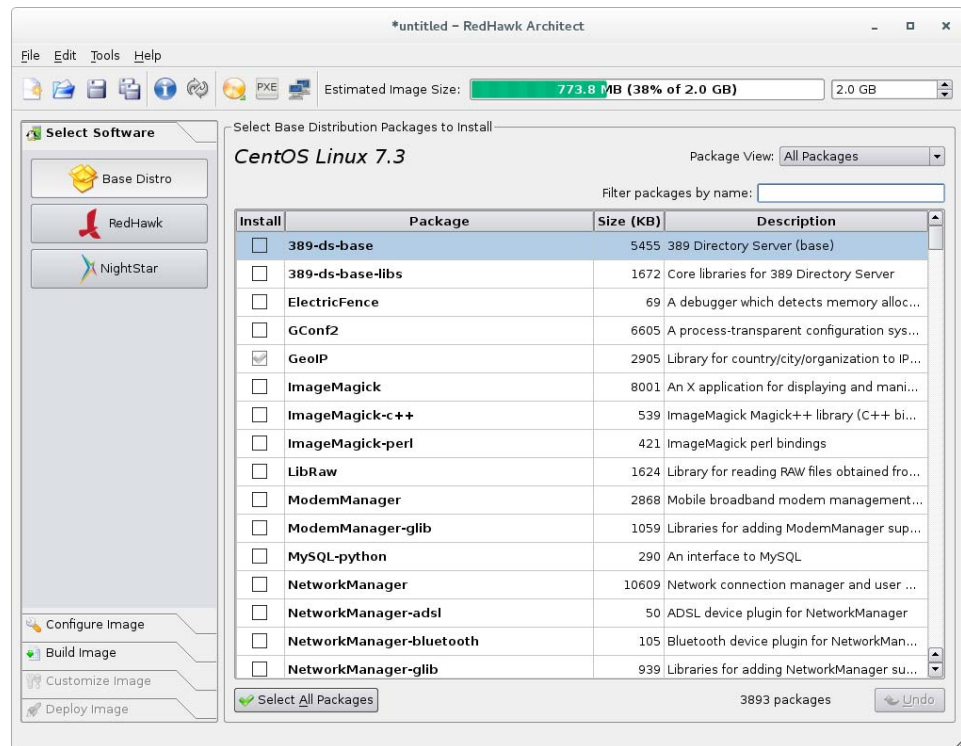 *untitled – RedHawk Architect
File Edit Tools Help
PXE Estimated Image Size: 773.8 MB (38% of 2.0 GB) 2.0 GB
Select Software
Base Distro
RedHawk
NightStar
Configure Image
Build Image
Customize Image
Deploy Image
Select Base Distribution Packages to Install
CentOS Linux 7.3 Package View: All Packages
Filter packages by name:
Install Package Size (KB) Description
389-ds-base 5455 389 Directory Server (base)
389-ds-base-libs 1672 Core libraries for 389 Directory Server
ElectricFence 69 A debugger which detects memory alloc...
GConf2 6605 A process-transparent configuration sys...
GeoIP 2905 Library for country/city/organization to IP...
ImageMagick 8001 An X application for displaying and mani...
ImageMagick-c++ 539 ImageMagick Magick++ library (C++ bi...
ImageMagick-perl 421 ImageMagick perl bindings
LibRaw 1624 Library for reading RAW files obtained fro...
ModemManager 2868 Mobile broadband modem management...
ModemManager-glib 1059 Libraries for adding ModemManager sup...
MySQL-python 290 An interface to MySQL
NetworkManager 10609 Network connection manager and user ...
NetworkManager-adsl 50 ADSL device plugin for NetworkManager
NetworkManager-bluetooth 105 Bluetooth device plugin for NetworkMan...
NetworkManager-glib 939 Libraries for adding NetworkManager su...
Select All Packages 3893 packages Undo